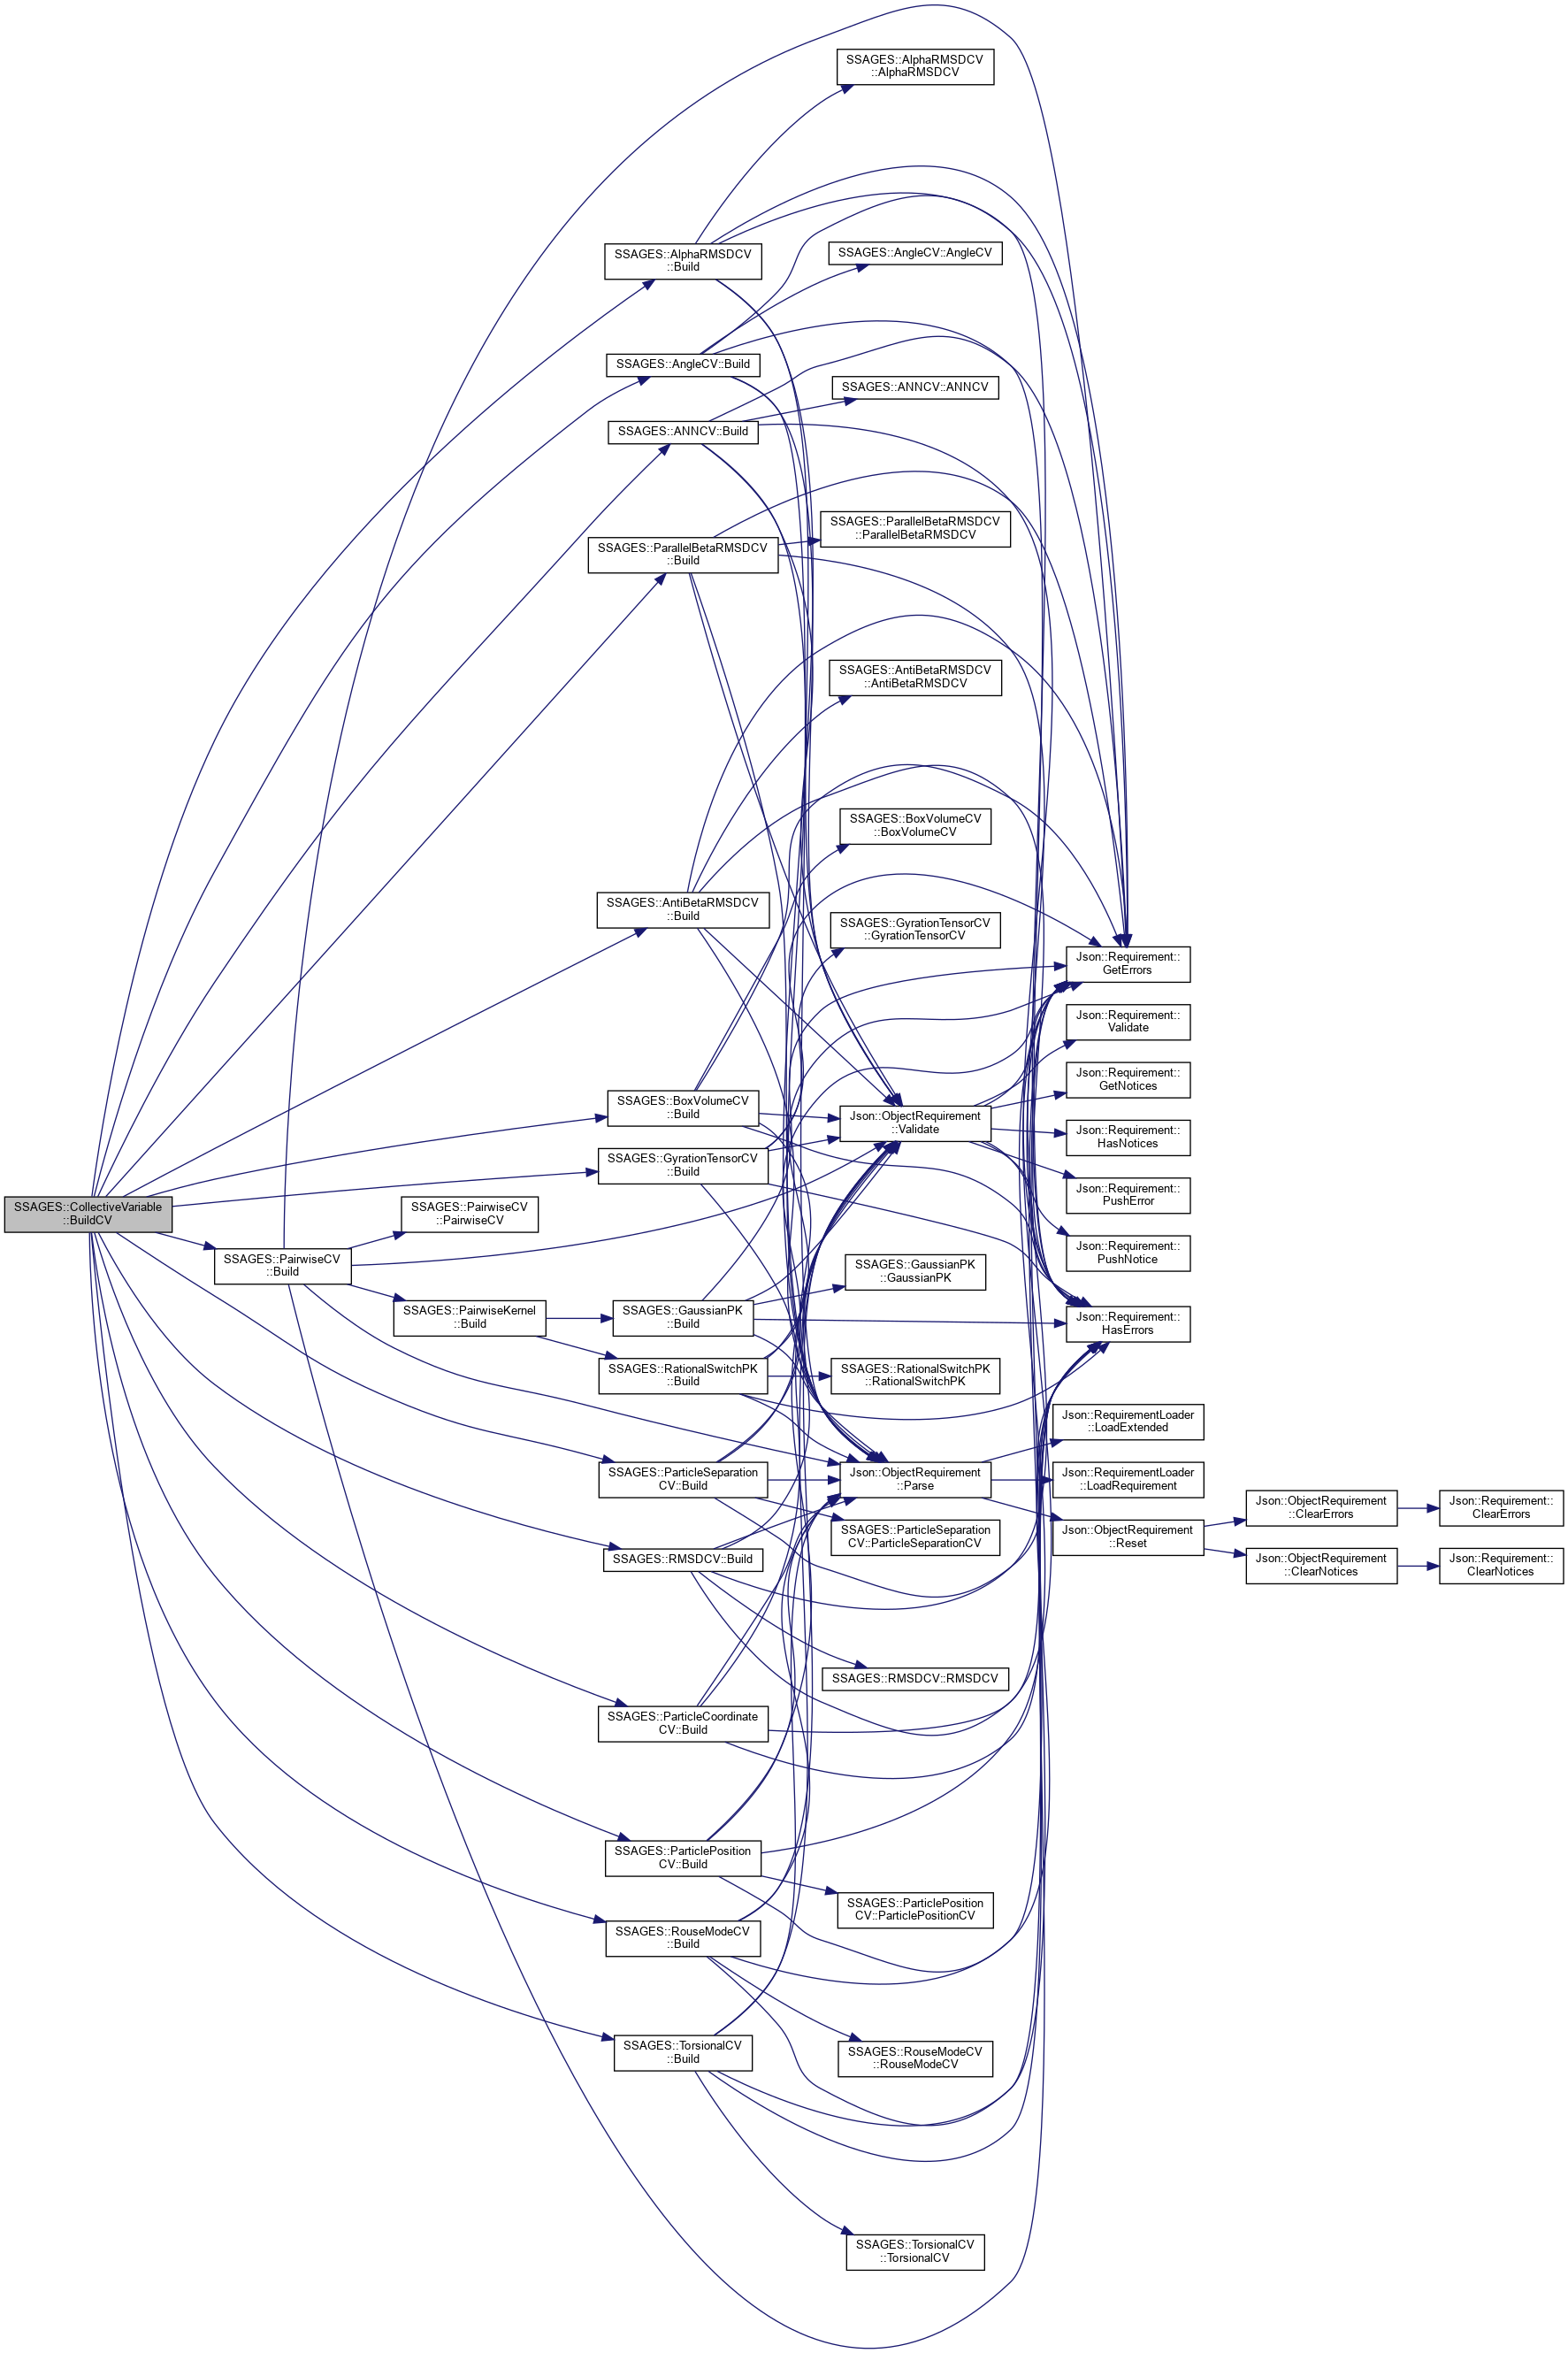 SSAGES::CollectiveVariable
::BuildCV
SSAGES::PairwiseCV
::Build
SSAGES::PairwiseCV
::PairwiseCV
SSAGES::PairwiseKernel
::Build
SSAGES::AlphaRMSDCV
::Build
SSAGES::AngleCV::Build
SSAGES::ANNCV::Build
SSAGES::ParallelBetaRMSDCV
::Build
SSAGES::AntiBetaRMSDCV
::Build
SSAGES::BoxVolumeCV
::Build
SSAGES::GyrationTensorCV
::Build
SSAGES::GaussianPK
::Build
SSAGES::RationalSwitchPK
::Build
SSAGES::ParticleSeparation
CV::Build
SSAGES::RMSDCV::Build
SSAGES::ParticleCoordinate
CV::Build
SSAGES::ParticlePosition
CV::Build
SSAGES::RouseModeCV
::Build
SSAGES::TorsionalCV
::Build
SSAGES::AlphaRMSDCV
::AlphaRMSDCV
SSAGES::AngleCV::AngleCV
SSAGES::ANNCV::ANNCV
SSAGES::ParallelBetaRMSDCV
::ParallelBetaRMSDCV
SSAGES::AntiBetaRMSDCV
::AntiBetaRMSDCV
SSAGES::BoxVolumeCV
::BoxVolumeCV
SSAGES::GyrationTensorCV
::GyrationTensorCV
Json::ObjectRequirement
::Validate
SSAGES::GaussianPK
::GaussianPK
SSAGES::RationalSwitchPK
::RationalSwitchPK
Json::ObjectRequirement
::Parse
SSAGES::ParticleSeparation
CV::ParticleSeparationCV
SSAGES::RMSDCV::RMSDCV
SSAGES::ParticlePosition
CV::ParticlePositionCV
SSAGES::RouseModeCV
::RouseModeCV
SSAGES::TorsionalCV
::TorsionalCV
Json::Requirement::
GetErrors
Json::Requirement::
Validate
Json::Requirement::
GetNotices
Json::Requirement::
HasNotices
Json::Requirement::
PushError
Json::Requirement::
PushNotice
Json::Requirement::
HasErrors
Json::RequirementLoader
::LoadExtended
Json::RequirementLoader
::LoadRequirement
Json::ObjectRequirement
::Reset
Json::ObjectRequirement
::ClearErrors
Json::ObjectRequirement
::ClearNotices
Json::Requirement::
ClearErrors
Json::Requirement::
ClearNotices